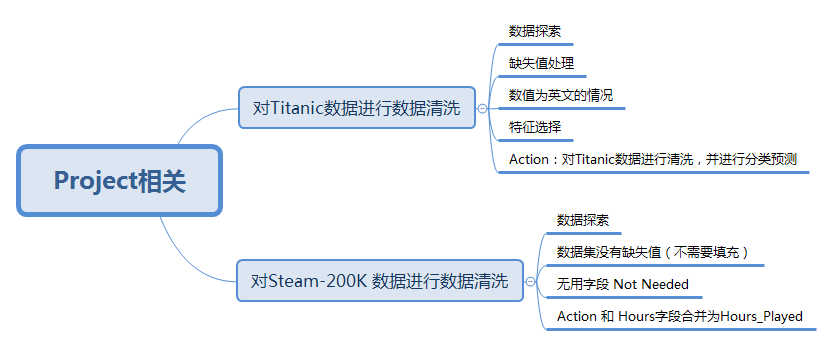 Project相关
对Titanic数据进行数据清洗
数据探索
缺失值处理
数值为英文的情况
特征选择
Action：对Titanic数据进行清洗，并进行分类预测
对Steam-200K 数据进行数据清洗
数据探索
数据集没有缺失值（不需要填充）
无用字段 Not Needed
Action 和 Hours字段合并为Hours_Played